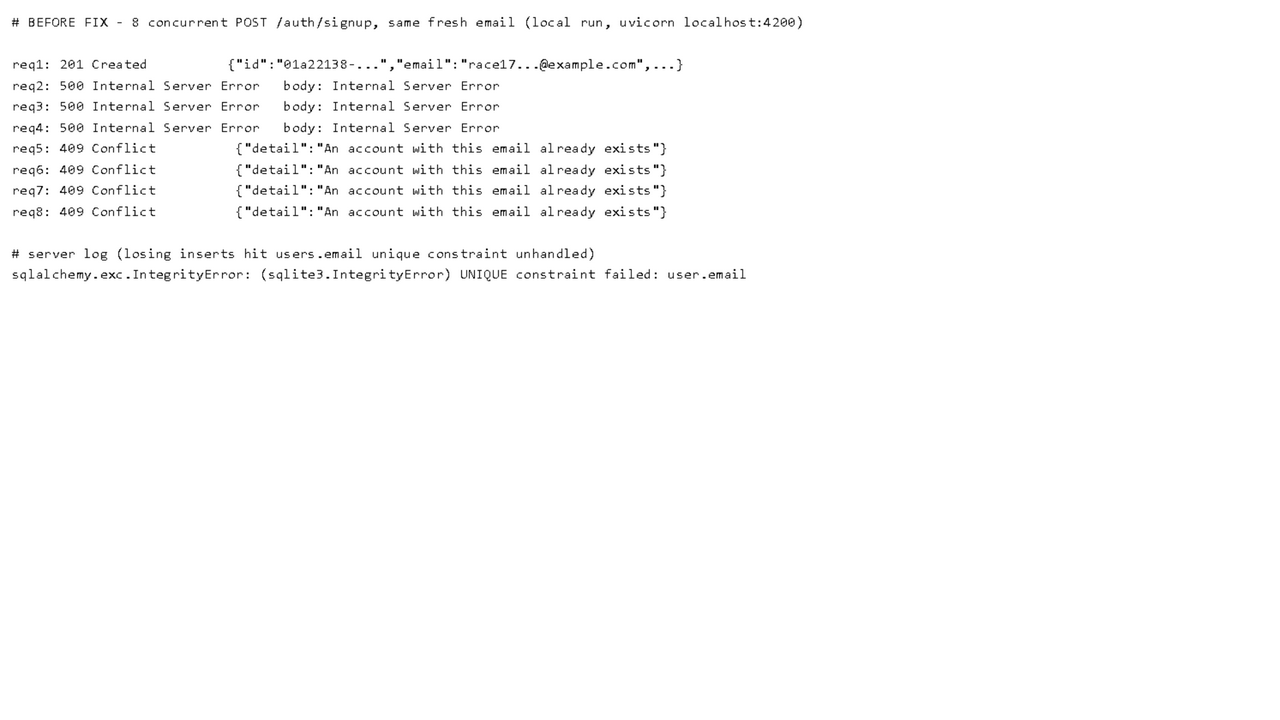 # BEFORE FIX - 8 concurrent POST /auth/signup, same fresh email (local run, uvicorn localhost:4200)
req1: 201 Created          {"id":"01a22138-...","email":"race17...@example.com",...}
req2: 500 Internal Server Error   body: Internal Server Error
req3: 500 Internal Server Error   body: Internal Server Error
req4: 500 Internal Server Error   body: Internal Server Error
req5: 409 Conflict          {"detail":"An account with this email already exists"}
req6: 409 Conflict          {"detail":"An account with this email already exists"}
req7: 409 Conflict          {"detail":"An account with this email already exists"}
req8: 409 Conflict          {"detail":"An account with this email already exists"}
# server log (losing inserts hit users.email unique constraint unhandled)
sqlalchemy.exc.IntegrityError: (sqlite3.IntegrityError) UNIQUE constraint failed: user.email